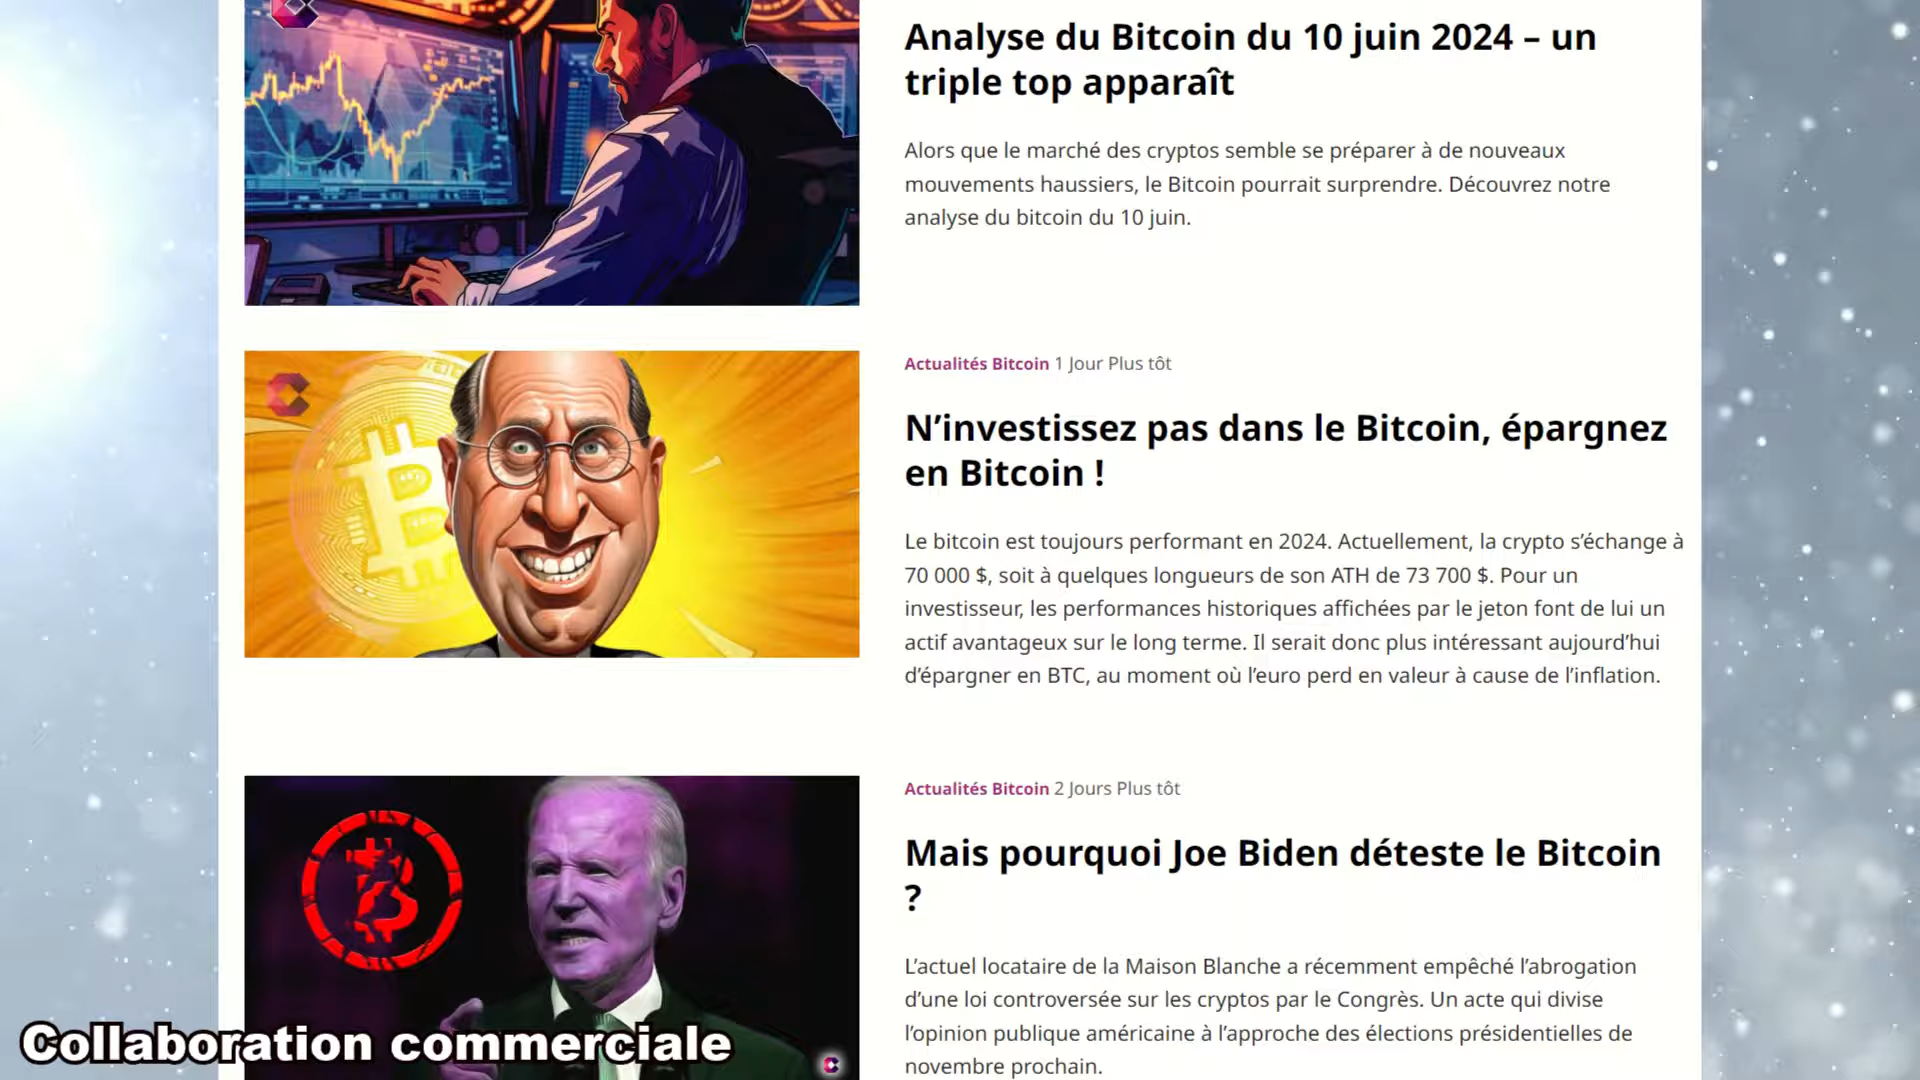 Analyse du Bitcoin du 10 juin 2024 – un
triple top apparaît
Alors que le marché des cryptos semble se préparer à de nouveaux
mouvements haussiers, le Bitcoin pourrait surprendre. Découvrez notre
analyse du bitcoin du 10 juin.
Actualités Bitcoin 1 Jour Plus tôt
N’investissez pas dans le Bitcoin, épargnez
en Bitcoin !
Le bitcoin est toujours performant en 2024. Actuellement, la crypto s’échange à
70 000 $, soit à quelques longueurs de son ATH de 73 700 $. Pour un
investisseur, les performances historiques affichées par le jeton font de lui un
actif avantageux sur le long terme. Il serait donc plus intéressant aujourd’hui
d’épargner en BTC, au moment où l’euro perd en valeur à cause de l’inflation.
Actualités Bitcoin 2 Jours Plus tôt
Mais pourquoi Joe Biden déteste le Bitcoin
?
L’actuel locataire de la Maison Blanche a récemment empêché l’abrogation
d’une loi controversée sur les cryptos par le Congrès. Un acte qui divise
l’opinion publique américaine à l’approche des élections présidentielles de
novembre prochain.
Collaboration commerciale